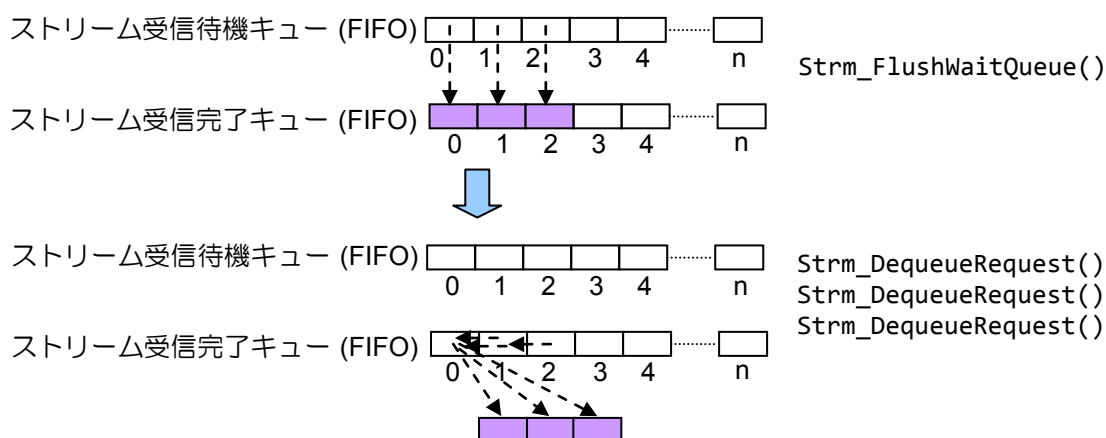 ストリーム受信待機キュー (FIFO)
0 1 2 3 4 n
Strm_FlushWaitQueue()
ストリーム受信完了キュー (FIFO)
0 1 2 3 4 n
ストリーム受信待機キュー (FIFO)
0 1 2 3 4 n
Strm_DequeueRequest()
Strm_DequeueRequest()
Strm_DequeueRequest()
ストリーム受信完了キュー (FIFO)
0 1 2 3 4 n